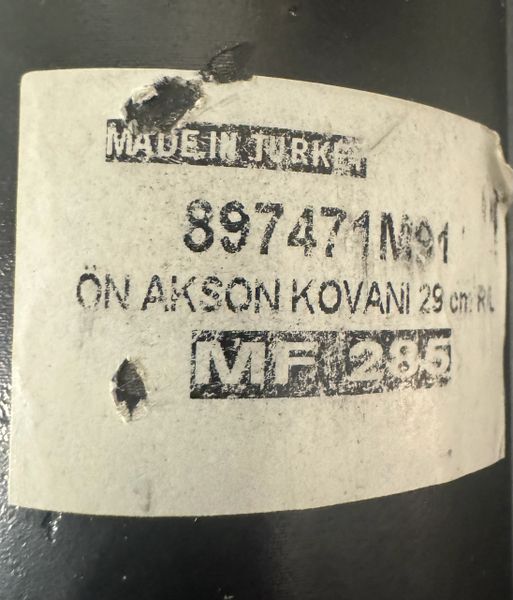 MADE IN TURKEY
897471M91
ÖN AKSON KOVANI 29 cm. R/L
MF 285